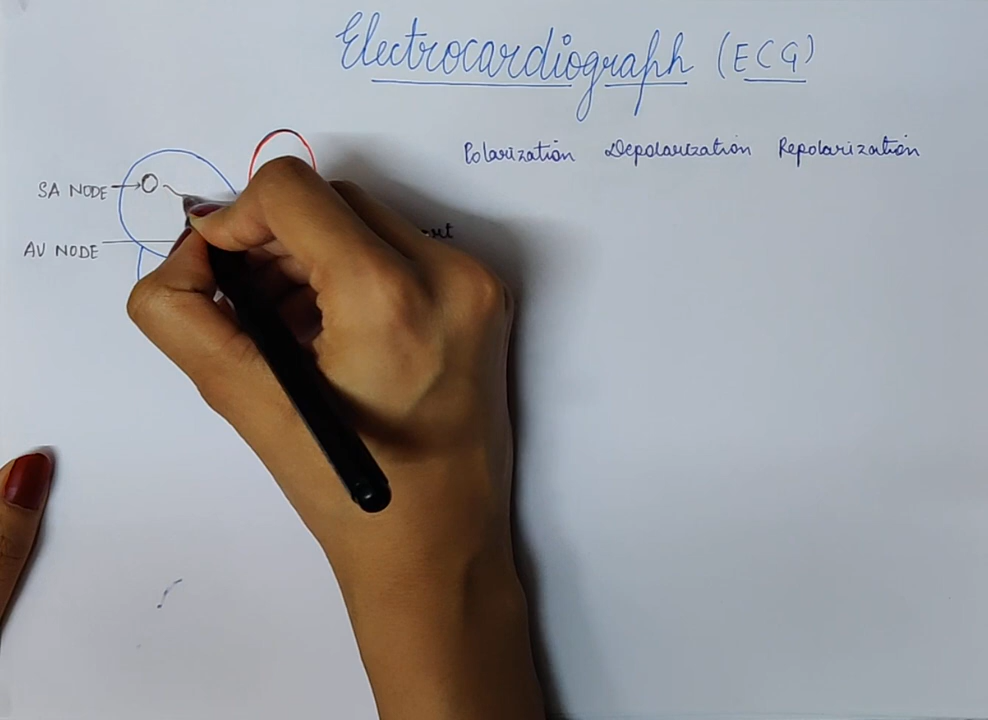 Electrocardiograph (ECG)
Polarization Depolarization Repolarization
SA NODE
AV NODE